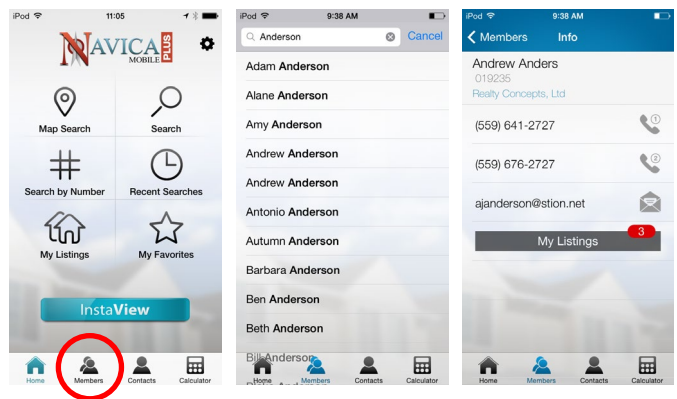 iPod 11:05
NAVICA
MOBILE PLUS
Map Search Search
Search by Number Recent Searches
My Listings My Favorites
InstaView
Home Members Contacts Calculator
iPod 9:38 AM
Anderson Cancel
Adam Anderson
Alane Anderson
Amy Anderson
Andrew Anderson
Andrew Anderson
Antonio Anderson
Autumn Anderson
Barbara Anderson
Ben Anderson
Beth Anderson
Bill Anderson
Home Members Contacts Calculator
iPod 9:38 AM
Members Info
Andrew Anders
019235
Realty Concepts, Ltd
(559) 641-2727 1
(559) 676-2727 2
ajanderson@stion.net
My Listings 3
Home Members Contacts Calculator